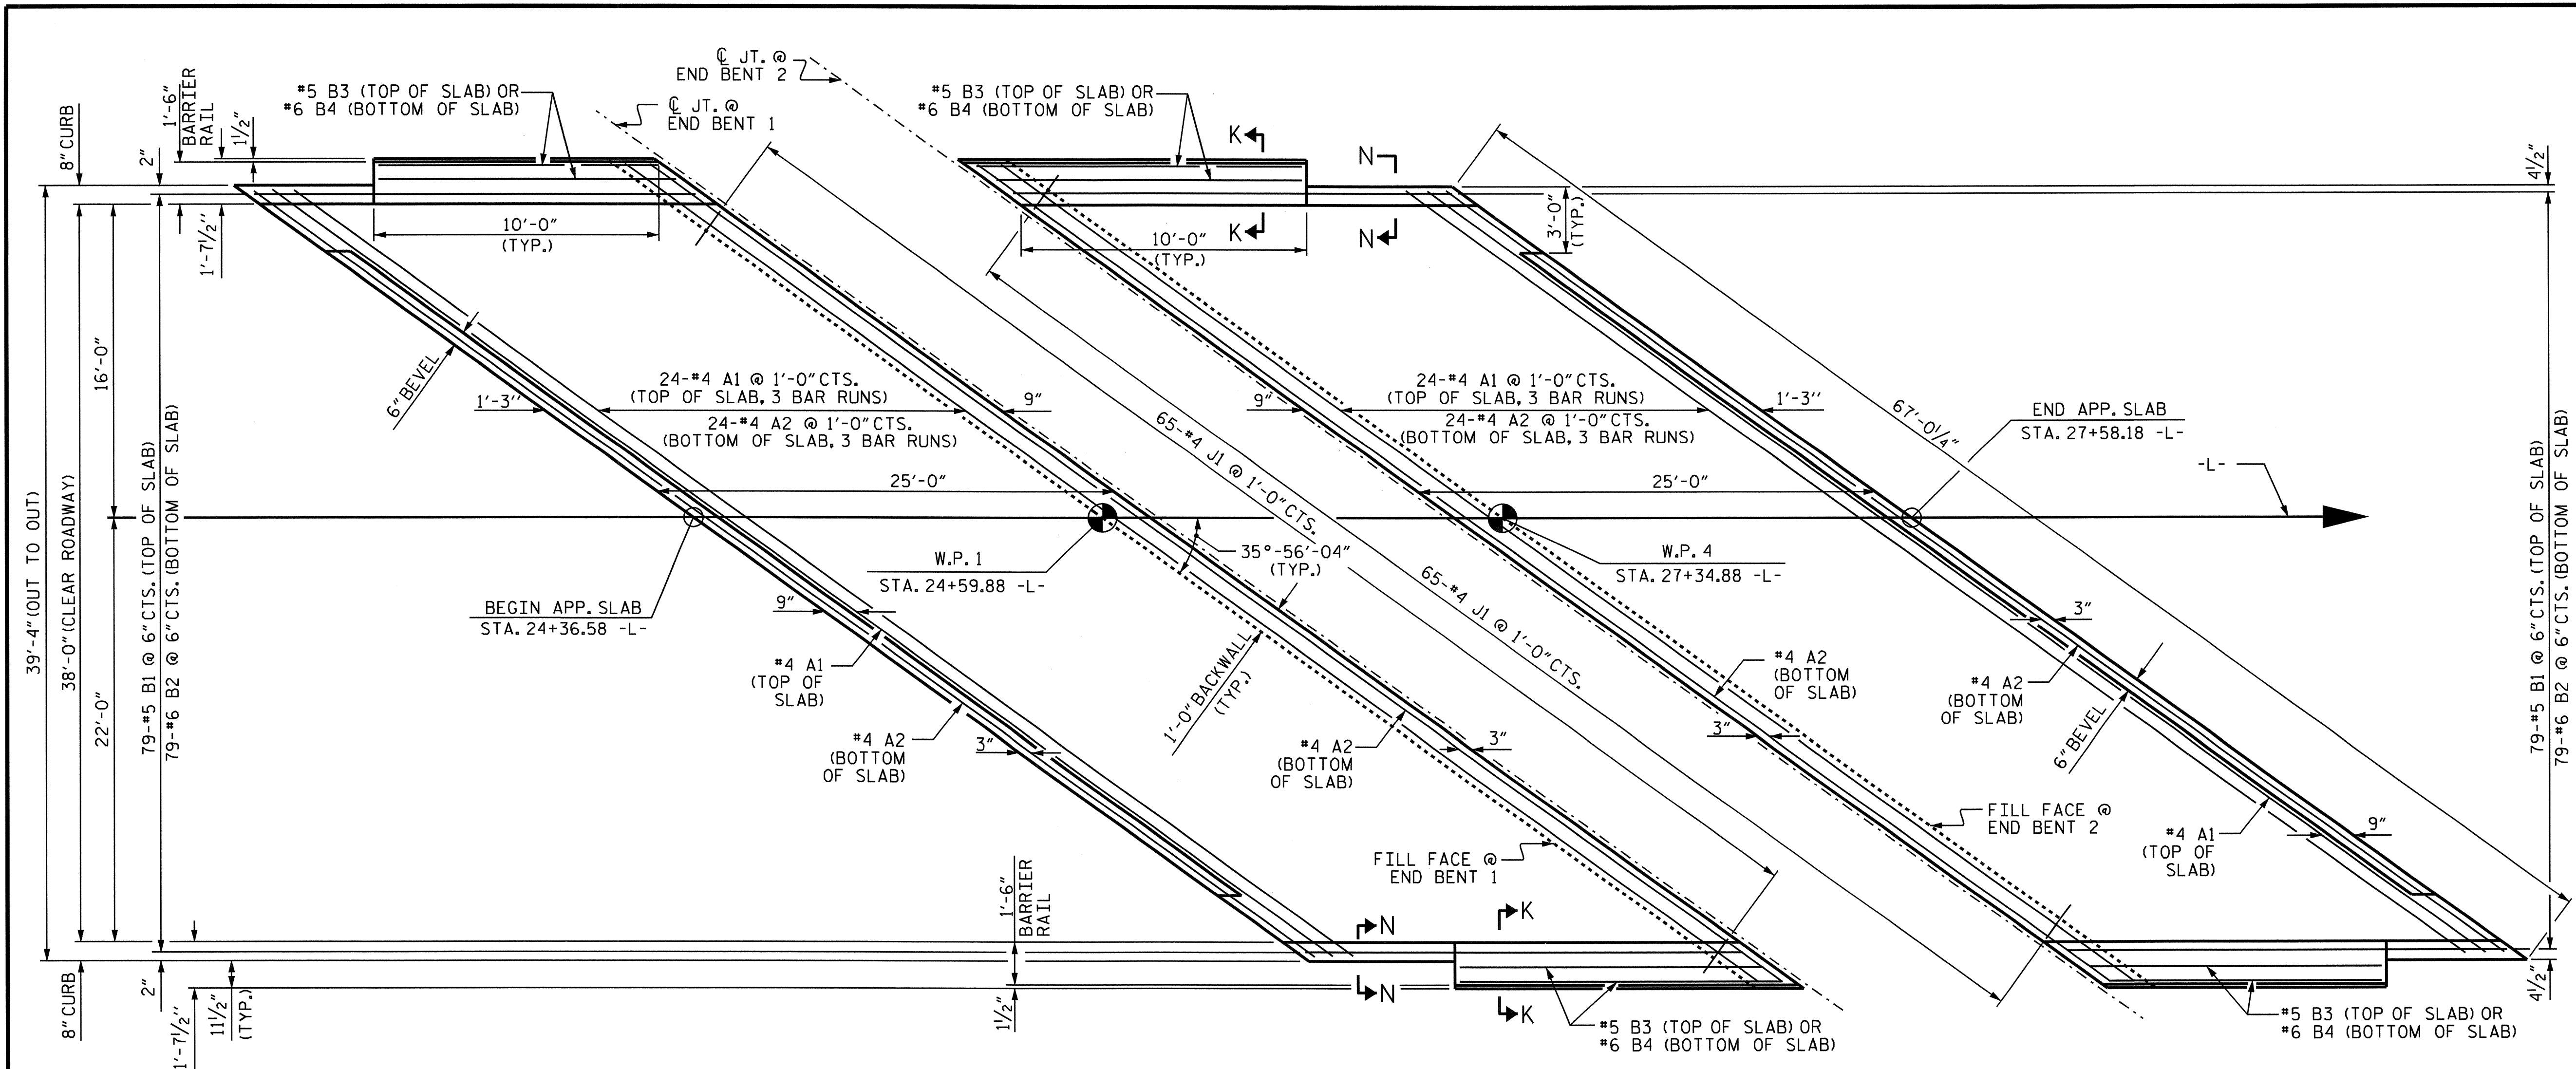 ℄ JT. @
END BENT 2
℄ JT. @
END BENT 1
#5 B3 (TOP OF SLAB) OR
#6 B4 (BOTTOM OF SLAB)
#5 B3 (TOP OF SLAB) OR
#6 B4 (BOTTOM OF SLAB)
8" CURB
1'-6"
BARRIER
RAIL
1½"
2"
1'-7½"
10'-0"
(TYP.)
K
K
N
N
10'-0"
(TYP.)
3'-0"
(TYP.)
4½"
39'-4" (OUT TO OUT)
38'-0" (CLEAR ROADWAY)
16'-0"
22'-0"
79-#5 B1 @ 6" CTS. (TOP OF SLAB)
79-#6 B2 @ 6" CTS. (BOTTOM OF SLAB)
6" BEVEL
1'-3"
24-#4 A1 @ 1'-0" CTS.
(TOP OF SLAB, 3 BAR RUNS)
24-#4 A2 @ 1'-0" CTS.
(BOTTOM OF SLAB, 3 BAR RUNS)
9"
9"
24-#4 A1 @ 1'-0" CTS.
(TOP OF SLAB, 3 BAR RUNS)
24-#4 A2 @ 1'-0" CTS.
(BOTTOM OF SLAB, 3 BAR RUNS)
1'-3"
67'-0¼"
END APP. SLAB
STA. 27+58.18 -L-
-L-
25'-0"
25'-0"
65-#4 J1 @ 1'-0" CTS.
65-#4 J1 @ 1'-0" CTS.
35°-56'-04"
(TYP.)
W.P. 1
STA. 24+59.88 -L-
W.P. 4
STA. 27+34.88 -L-
BEGIN APP. SLAB
STA. 24+36.58 -L-
9"
3"
#4 A1
(TOP OF
SLAB)
#4 A2
(BOTTOM
OF SLAB)
3"
1'-0" BACKWALL
(TYP.)
#4 A2
(BOTTOM
OF SLAB)
3"
#4 A2
(BOTTOM
OF SLAB)
3"
#4 A2
(BOTTOM
OF SLAB)
6" BEVEL
FILL FACE @
END BENT 2
#4 A1
(TOP OF
SLAB)
9"
79-#5 B1 @ 6" CTS. (TOP OF SLAB)
79-#6 B2 @ 6" CTS. (BOTTOM OF SLAB)
FILL FACE @
END BENT 1
1'-6"
BARRIER
RAIL
N
N
K
K
8" CURB
2"
1'-7½"
11½"
(TYP.)
1½"
#5 B3 (TOP OF SLAB) OR
#6 B4 (BOTTOM OF SLAB)
#5 B3 (TOP OF SLAB) OR
#6 B4 (BOTTOM OF SLAB)
4½"